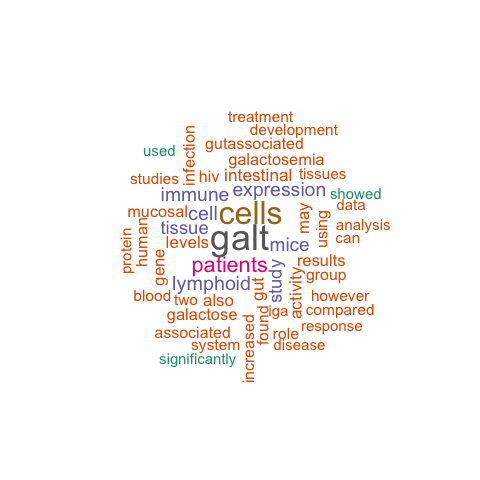 treatment
development
used
infection
gutassociated
galactosemia
studies
hiv
intestinal
tissues
immune
expression
showed
mucosal
cell
cells
may
using
data
human
tissue
analysis
protein
gene
levels
galt
mice
can
patients
results
group
blood
two
also
lymphoid
gut
study
activity
however
galactose
found
iga
compared
associated
role
response
system
increased
disease
significantly